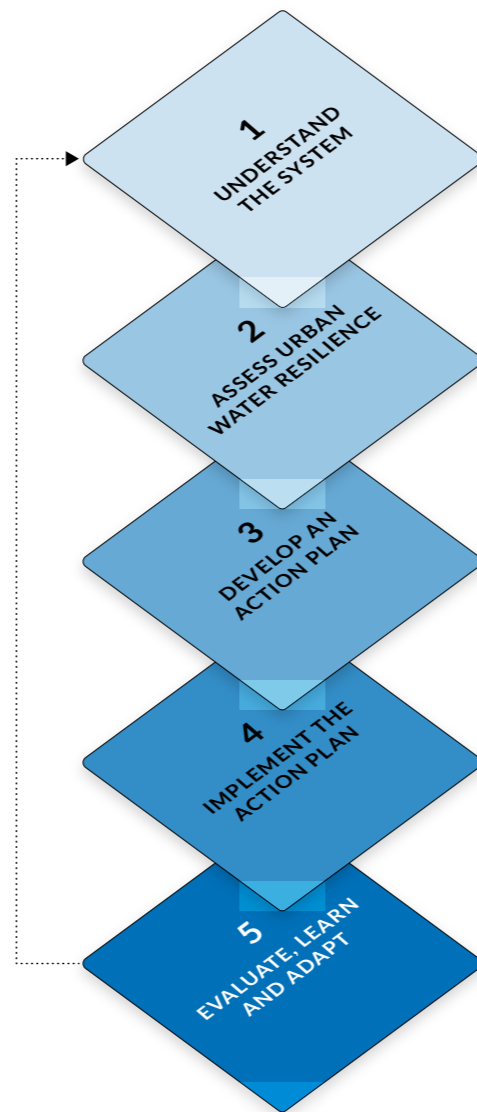 1
UNDERSTAND
THE SYSTEM
2
ASSESS URBAN
WATER RESILIENCE
3
DEVELOP AN
ACTION PLAN
4
IMPLEMENT THE
ACTION PLAN
5
EVALUATE, LEARN
AND ADAPT